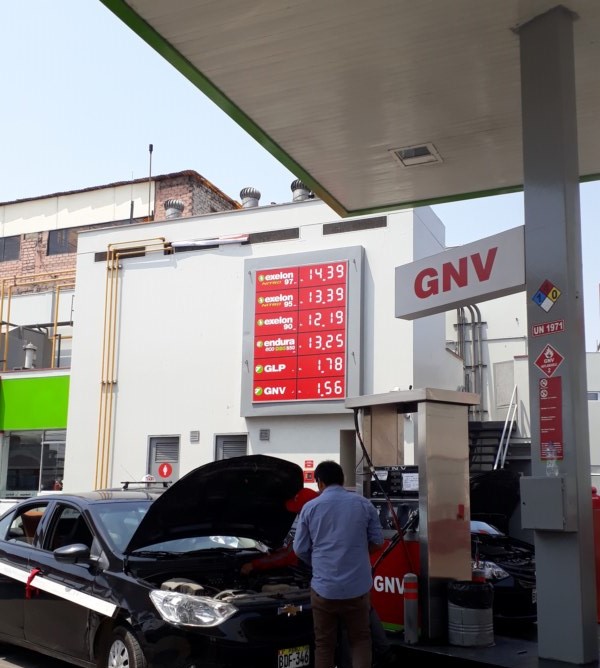 exelon 97 14.39
exelon 95 13.39
exelon 90 12.19
endura 13.25
GLP 1.78
GNV 1.56
GNV
UN 1971
GNV